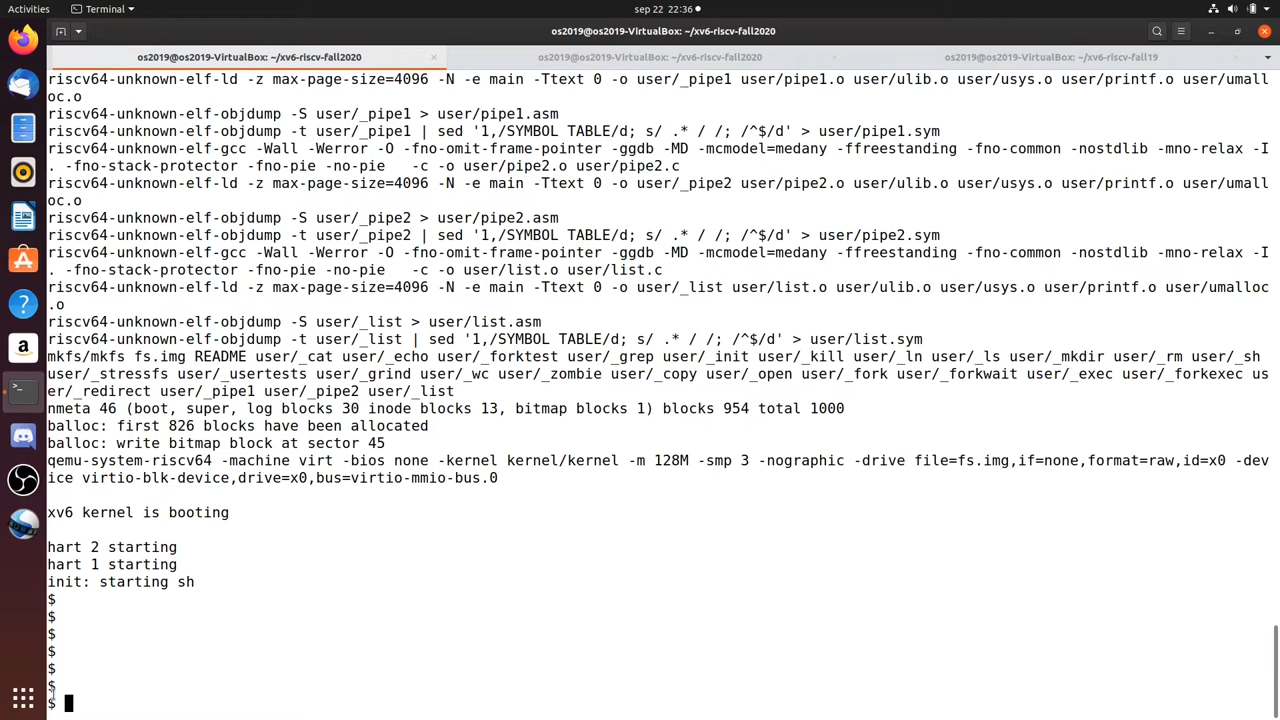 Activities Terminal sep 22 22:36
os2019@os2019-VirtualBox: ~/xv6-riscv-fall2020
os2019@os2019-VirtualBox: ~/xv6-riscv-fall2020 × os2019@os2019-VirtualBox: ~/xv6-riscv-fall2020 os2019@os2019-VirtualBox: ~/xv6-riscv-fall19
riscv64-unknown-elf-ld -z max-page-size=4096 -N -e main -Ttext 0 -o user/_pipe1 user/pipe1.o user/ulib.o user/usys.o user/printf.o user/umall
oc.o
riscv64-unknown-elf-objdump -S user/_pipe1 > user/pipe1.asm
riscv64-unknown-elf-objdump -t user/_pipe1 | sed '1,/SYMBOL TABLE/d; s/ .* / /; /^$/d' > user/pipe1.sym
riscv64-unknown-elf-gcc -Wall -Werror -O -fno-omit-frame-pointer -ggdb -MD -mcmodel=medany -ffreestanding -fno-common -nostdlib -mno-relax -I
. -fno-stack-protector -fno-pie -no-pie   -c -o user/pipe2.o user/pipe2.c
riscv64-unknown-elf-ld -z max-page-size=4096 -N -e main -Ttext 0 -o user/_pipe2 user/pipe2.o user/ulib.o user/usys.o user/printf.o user/umall
oc.o
riscv64-unknown-elf-objdump -S user/_pipe2 > user/pipe2.asm
riscv64-unknown-elf-objdump -t user/_pipe2 | sed '1,/SYMBOL TABLE/d; s/ .* / /; /^$/d' > user/pipe2.sym
riscv64-unknown-elf-gcc -Wall -Werror -O -fno-omit-frame-pointer -ggdb -MD -mcmodel=medany -ffreestanding -fno-common -nostdlib -mno-relax -I
. -fno-stack-protector -fno-pie -no-pie   -c -o user/list.o user/list.c
riscv64-unknown-elf-ld -z max-page-size=4096 -N -e main -Ttext 0 -o user/_list user/list.o user/ulib.o user/usys.o user/printf.o user/umalloc
.o
riscv64-unknown-elf-objdump -S user/_list > user/list.asm
riscv64-unknown-elf-objdump -t user/_list | sed '1,/SYMBOL TABLE/d; s/ .* / /; /^$/d' > user/list.sym
mkfs/mkfs fs.img README user/_cat user/_echo user/_forktest user/_grep user/_init user/_kill user/_ln user/_ls user/_mkdir user/_rm user/_sh
user/_stressfs user/_usertests user/_grind user/_wc user/_zombie user/_copy user/_open user/_fork user/_forkwait user/_exec user/_forkexec us
er/_redirect user/_pipe1 user/_pipe2 user/_list
nmeta 46 (boot, super, log blocks 30 inode blocks 13, bitmap blocks 1) blocks 954 total 1000
balloc: first 826 blocks have been allocated
balloc: write bitmap block at sector 45
qemu-system-riscv64 -machine virt -bios none -kernel kernel/kernel -m 128M -smp 3 -nographic -drive file=fs.img,if=none,format=raw,id=x0 -dev
ice virtio-blk-device,drive=x0,bus=virtio-mmio-bus.0
xv6 kernel is booting
hart 2 starting
hart 1 starting
init: starting sh
$
$
$
$
$
$
$